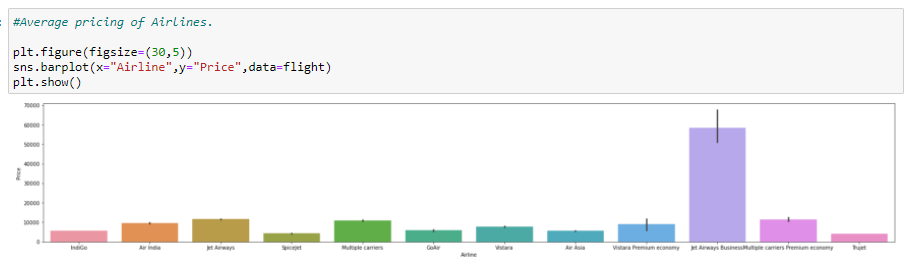 #Average pricing of Airlines.
plt.figure(figsize=(30,5))
sns.barplot(x="Airline",y="Price",data=flight)
plt.show()
70000
60000
50000
40000
30000
20000
10000
0
Price
IndiGo Air India Jet Airways SpiceJet Multiple carriers GoAir Vistara Air Asia Vistara Premium economy Jet Airways Business Multiple carriers Premium economy Trujet
Airline